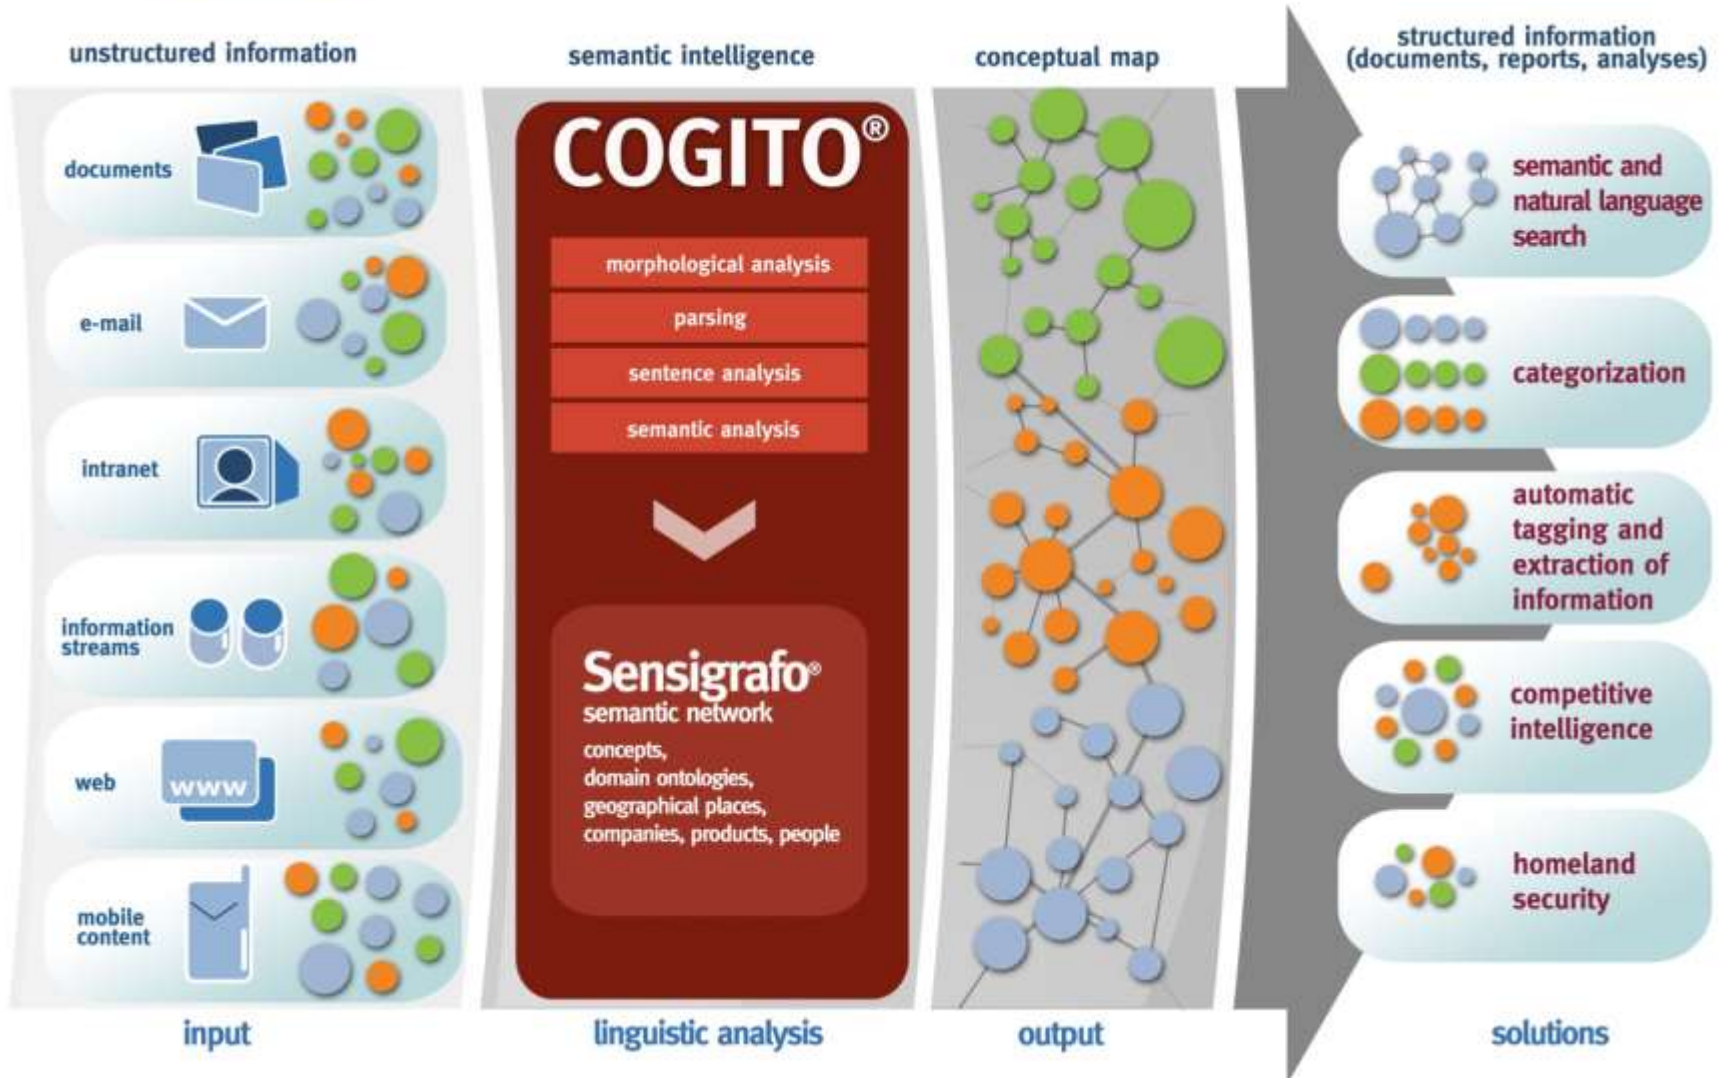 unstructured information
documents
e-mail
intranet
information
streams
web
www
mobile
content
input
semantic intelligence
COGITO®
morphological analysis
parsing
sentence analysis
semantic analysis
Sensigrafo®
semantic network
concepts,
domain ontologies,
geographical places,
companies, products, people
linguistic analysis
conceptual map
output
structured information
(documents, reports, analyses)
semantic and
natural language
search
categorization
automatic
tagging and
extraction of
information
competitive
intelligence
homeland
security
solutions